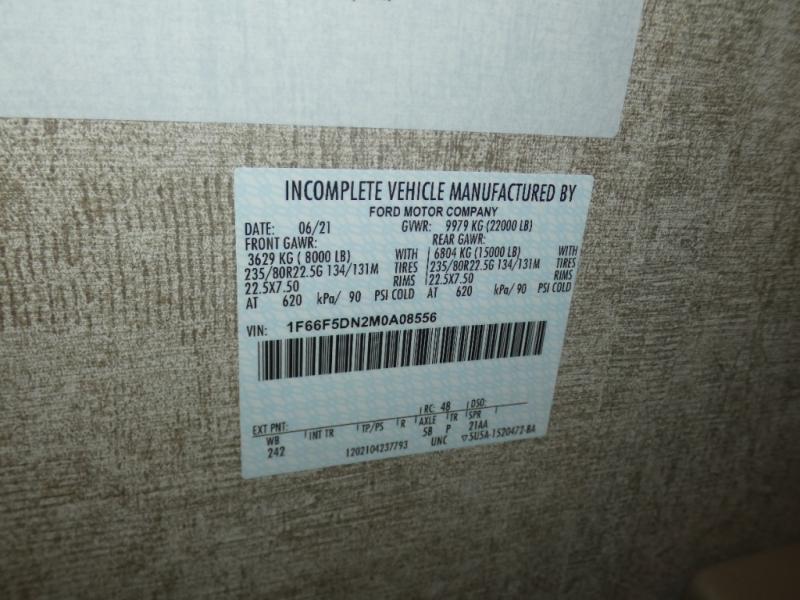 INCOMPLETE VEHICLE MANUFACTURED BY
FORD MOTOR COMPANY
DATE: 06/21 GVWR: 9979 KG (22000 LB)
FRONT GAWR: REAR GAWR:
3629 KG ( 8000 LB) WITH 6804 KG (15000 LB) WITH
235/80R22.5G 134/131M TIRES 235/80R22.5G 134/131M TIRES
22.5X7.50 RIMS 22.5X7.50 RIMS
AT 620 kPa/ 90 PSI COLD AT 620 kPa/ 90 PSI COLD
VIN: 1F66F5DN2M0A08556
RC: 48 DSO:
EXT PNT: INT TR TP/PS R AXLE TR SPR
WB 5B P 21AA
242 1202104237793 UNC ▽5U5A-1520472-BA